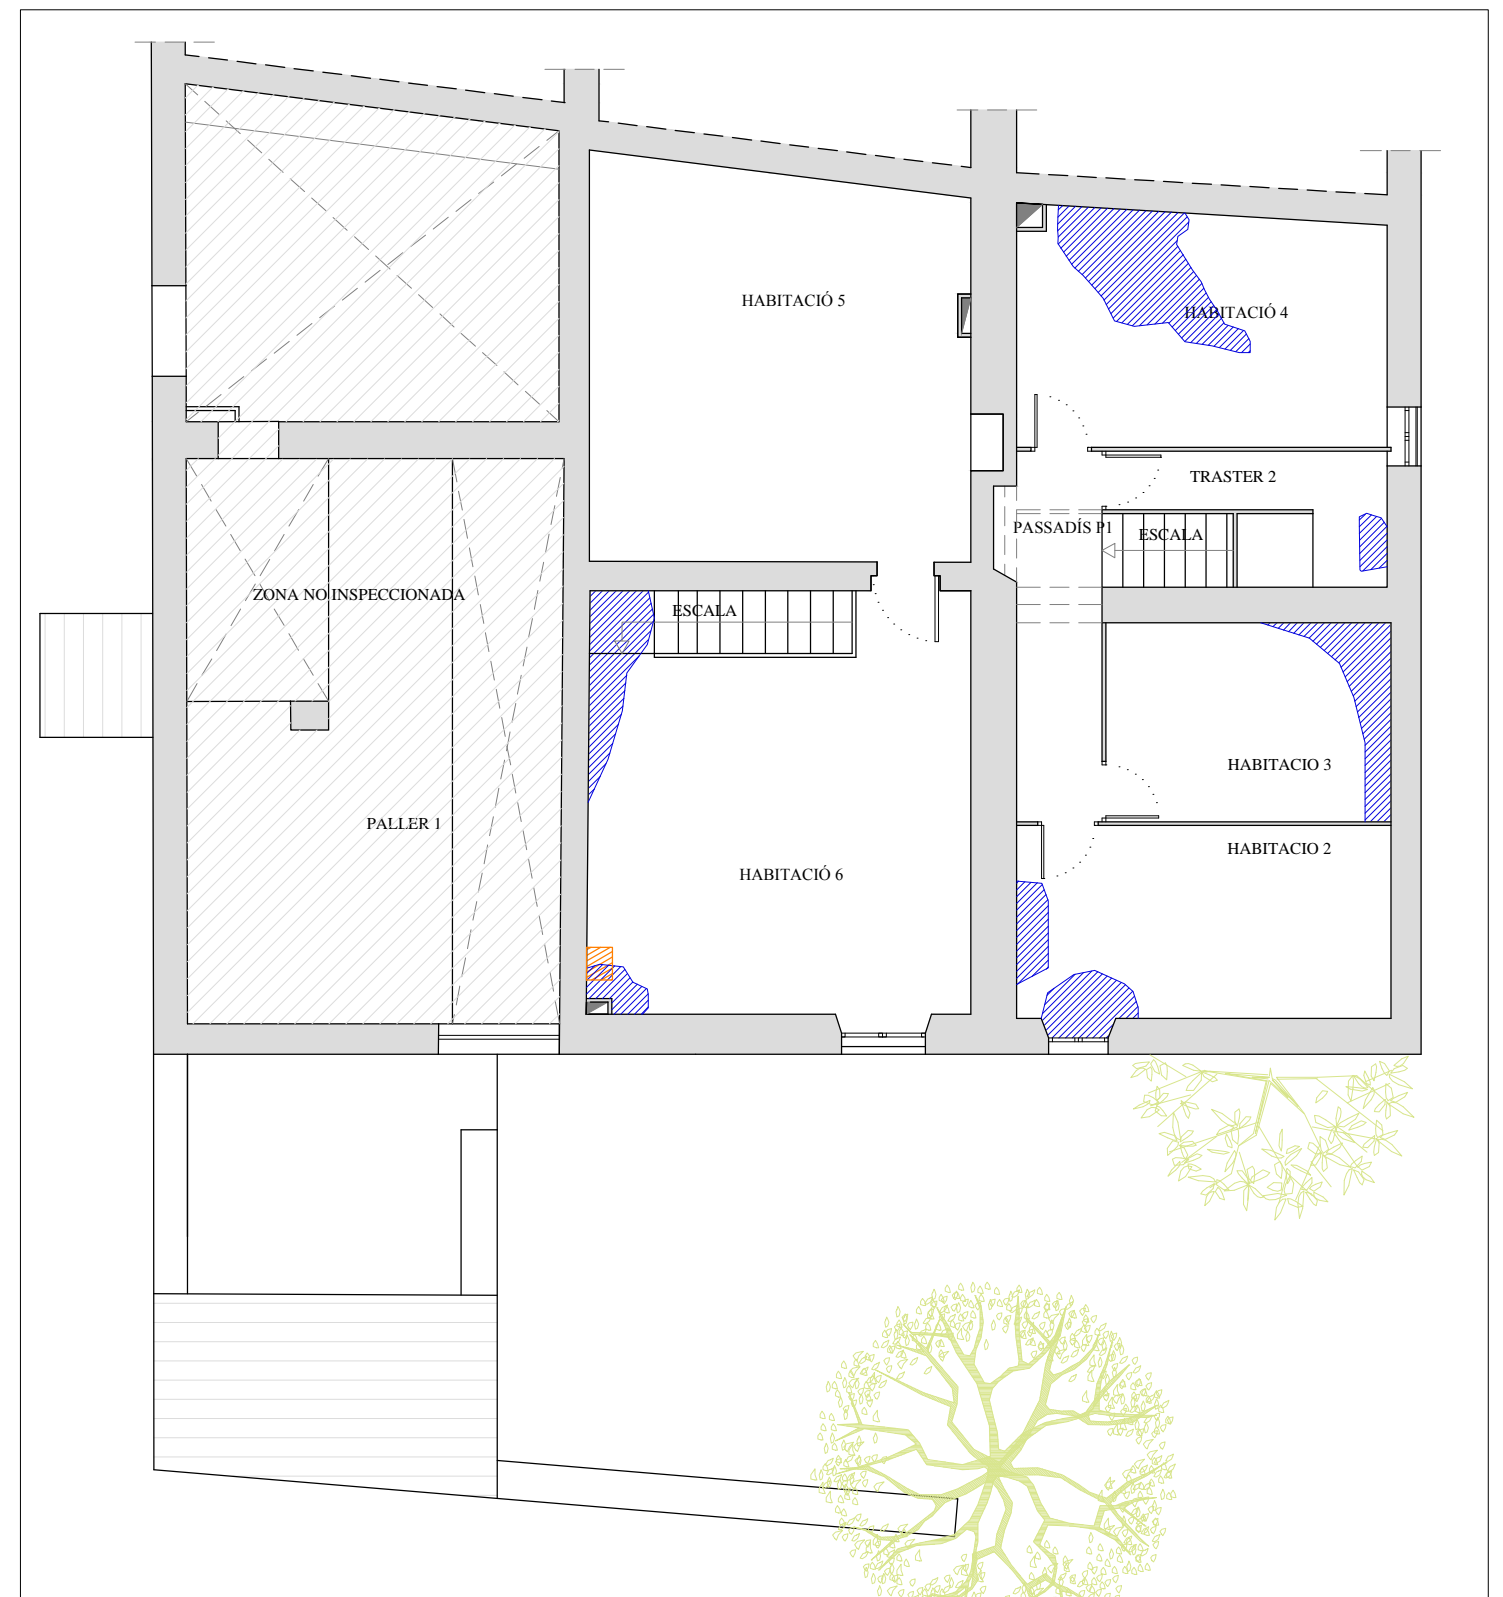 HABITACIÓ 5
HABITACIÓ 4
TRASTER 2
PASSADÍS P1
ESCALA
ZONA NO INSPECCIONADA
ESCALA
HABITACIO 3
PALLER 1
HABITACIO 2
HABITACIÓ 6